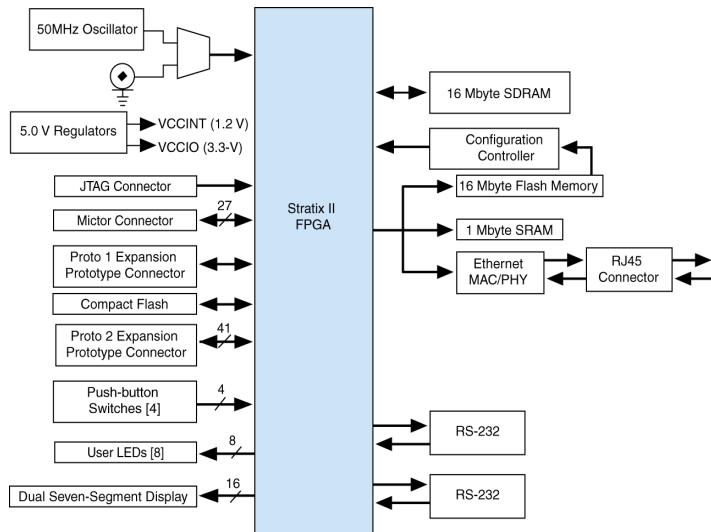 50MHz Oscillator
5.0 V Regulators
VCCINT (1.2 V)
VCCIO (3.3-V)
JTAG Connector
27
Mictor Connector
Proto 1 Expansion
Prototype Connector
Compact Flash
41
Proto 2 Expansion
Prototype Connector
4
Push-button
Switches [4]
8
User LEDs [8]
16
Dual Seven-Segment Display
Stratix II
FPGA
16 Mbyte SDRAM
Configuration
Controller
16 Mbyte Flash Memory
1 Mbyte SRAM
Ethernet
MAC/PHY
RJ45
Connector
RS-232
RS-232